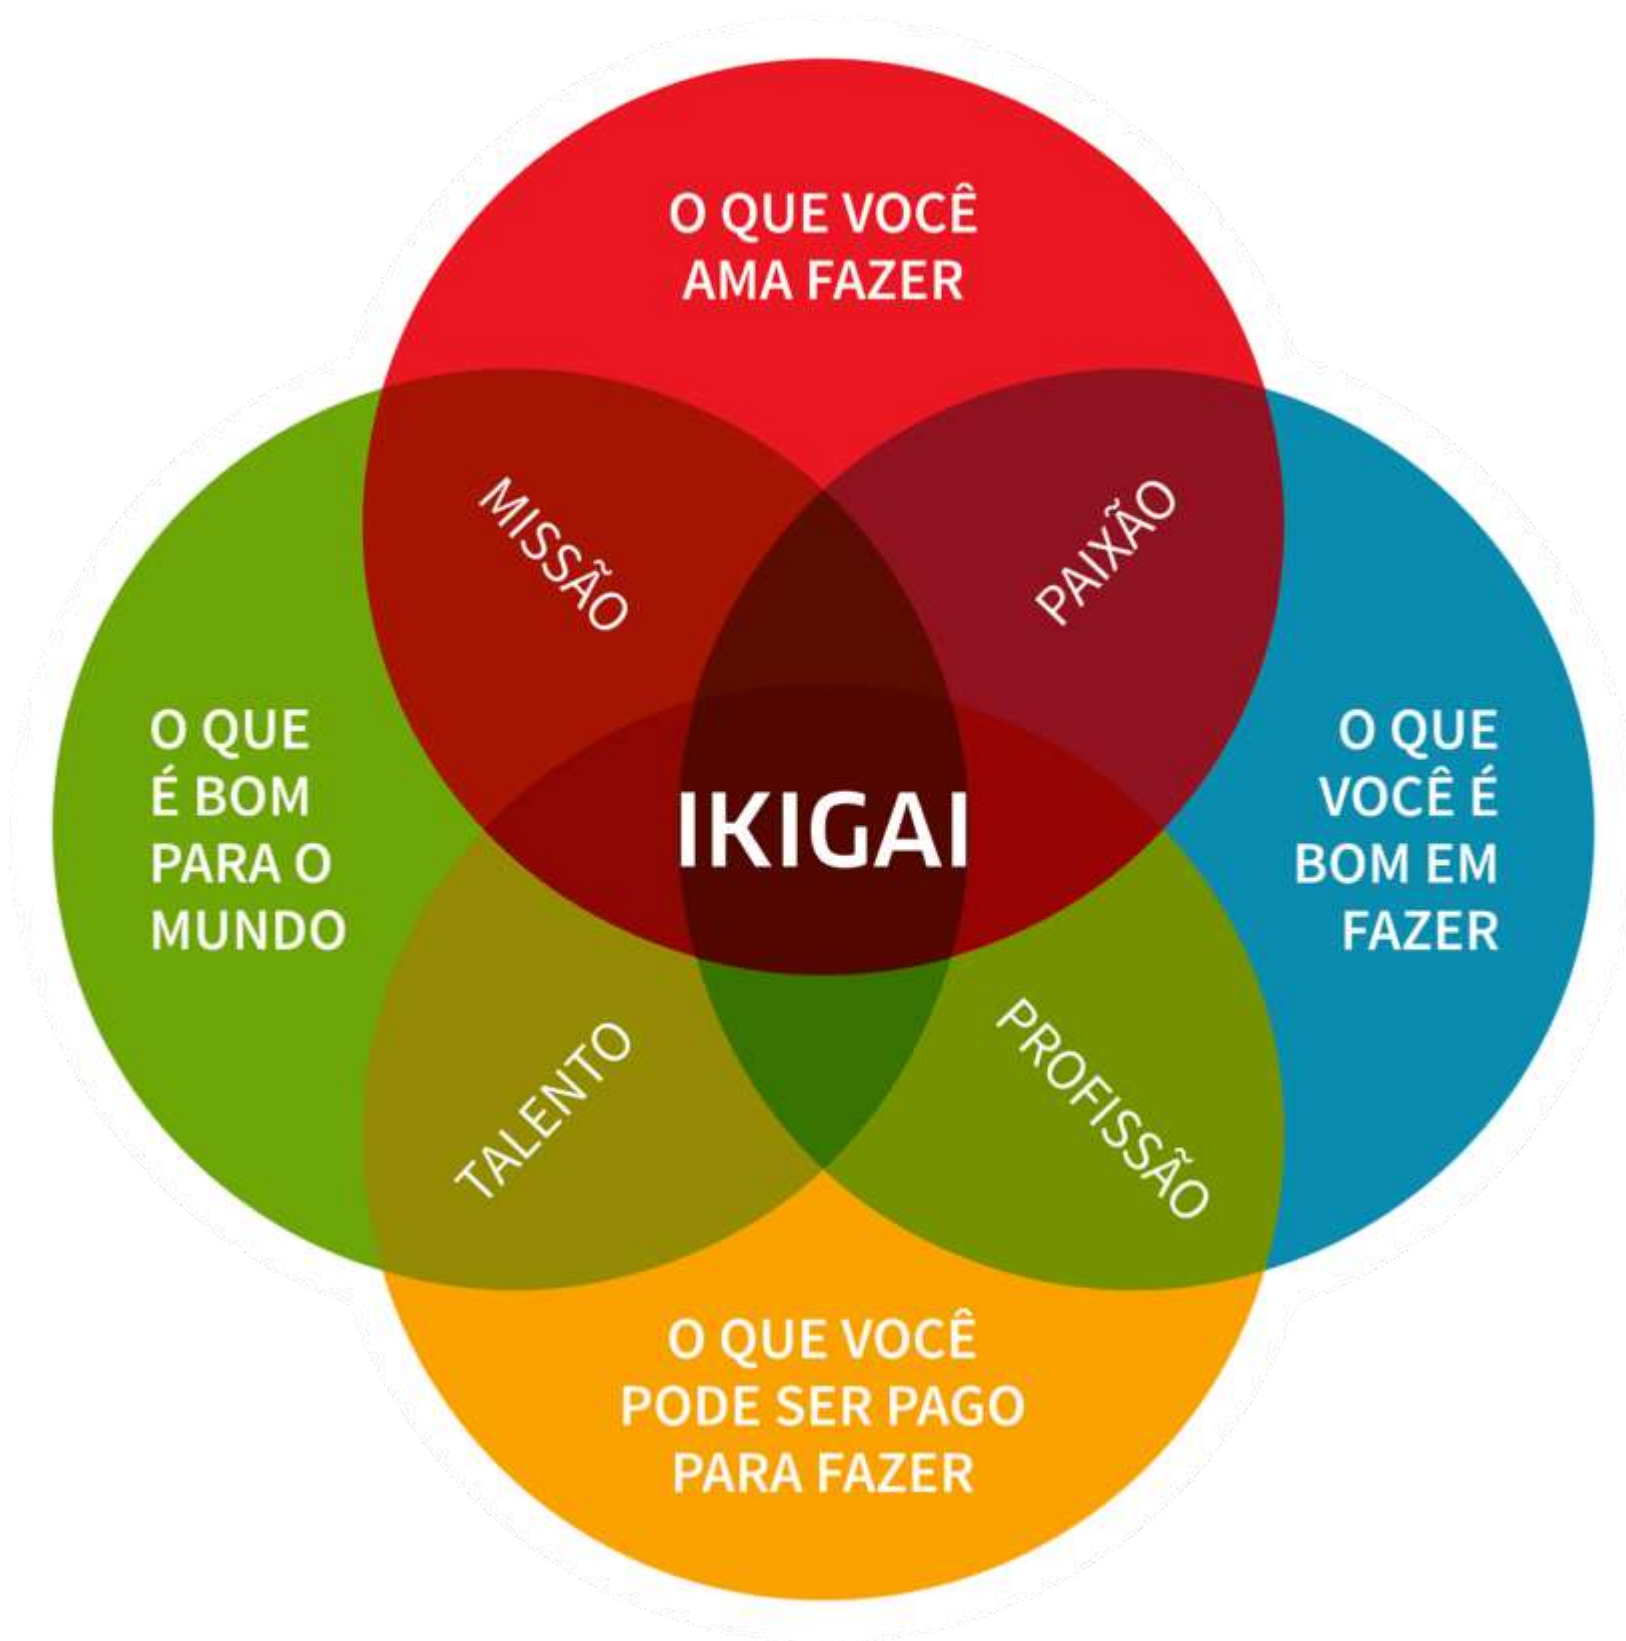 O QUE VOCÊ
AMA FAZER
MISSÃO
PAIXÃO
O QUE
É BOM
PARA O
MUNDO
IKIGAI
O QUE
VOCÊ É
BOM EM
FAZER
TALENTO
PROFISSÃO
O QUE VOCÊ
PODE SER PAGO
PARA FAZER